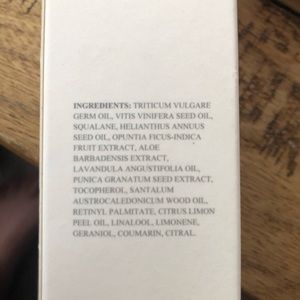 INGREDIENTS: TRITICUM VULGARE
GERM OIL, VITIS VINIFERA SEED OIL,
SQUALANE, HELIANTHUS ANNUUS
SEED OIL, OPUNTIA FICUS-INDICA
FRUIT EXTRACT, ALOE
BARBADENSIS EXTRACT,
LAVANDULA ANGUSTIFOLIA OIL,
PUNICA GRANATUM SEED EXTRACT,
TOCOPHEROL, SANTALUM
AUSTROCALEDONICUM WOOD OIL,
RETINYL PALMITATE, CITRUS LIMON
PEEL OIL, LINALOOL, LIMONENE,
GERANIOL, COUMARIN, CITRAL.